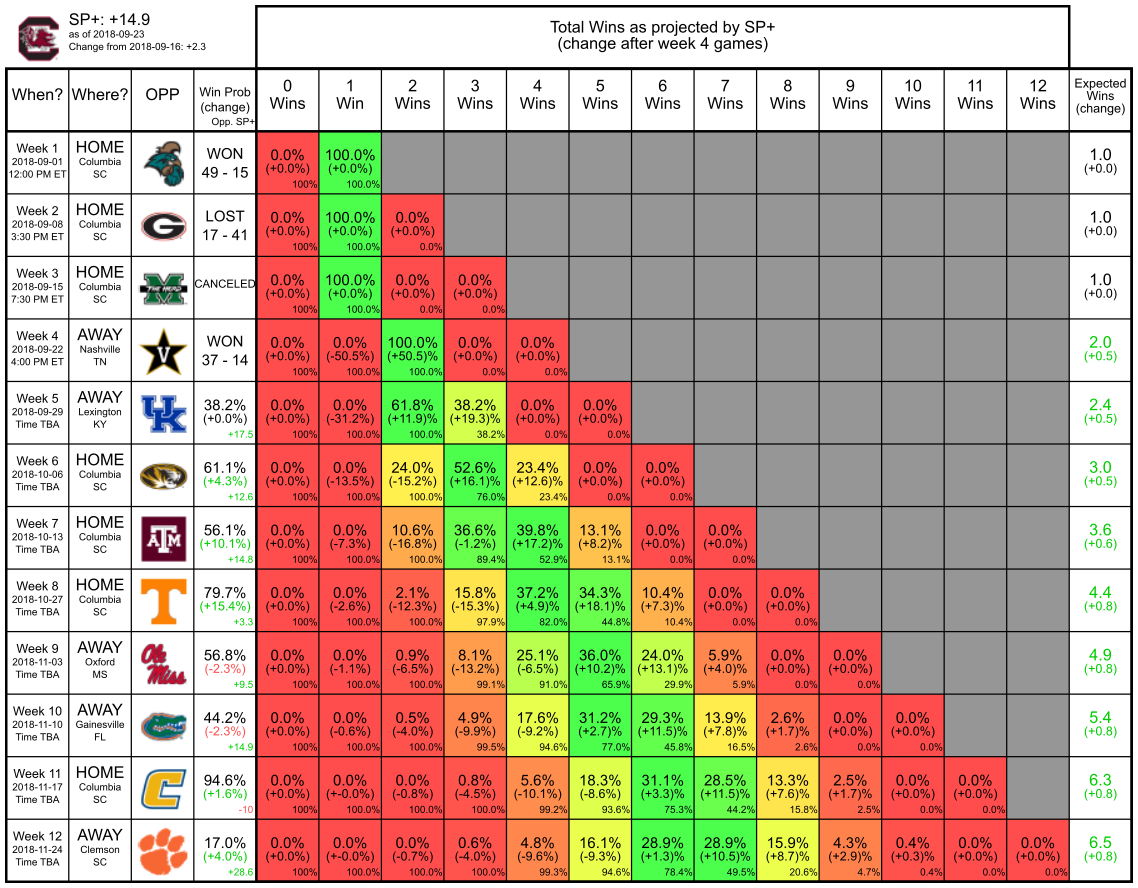 SP+: +14.9
as of 2018-09-23
Change from 2018-09-16: +2.3
Total Wins as projected by SP+
(change after week 4 games)
When? Where? OPP Win Prob (change) Opp. SP+ 0 Wins 1 Win 2 Wins 3 Wins 4 Wins 5 Wins 6 Wins 7 Wins 8 Wins 9 Wins 10 Wins 11 Wins 12 Wins Expected Wins (change)
Week 1 HOME WON 0.0% 100.0% 1.0
2018-09-01 Columbia 49 - 15 (+0.0%) (+0.0%) (+0.0)
12:00 PM ET SC 100% 100.0%
Week 2 HOME G LOST 0.0% 100.0% 0.0% 1.0
2018-09-08 Columbia 17 - 41 (+0.0%) (+0.0%) (+0.0%) (+0.0)
3:30 PM ET SC 100% 100.0% 0.0%
Week 3 HOME M THE HERD CANCELED 0.0% 100.0% 0.0% 0.0% 1.0
2018-09-15 Columbia (+0.0%) (+0.0%) (+0.0%) (+0.0%) (+0.0)
7:30 PM ET SC 100% 100.0% 0.0% 0.0%
Week 4 AWAY V WON 0.0% 0.0% 100.0% 0.0% 0.0% 2.0
2018-09-22 Nashville 37 - 14 (+0.0%) (-50.5%) (+50.5)% (+0.0%) (+0.0%) (+0.5)
4:00 PM ET TN 100% 100.0% 100.0% 0.0% 0.0%
Week 5 AWAY UK 38.2% 0.0% 0.0% 61.8% 38.2% 0.0% 0.0% 2.4
2018-09-29 Lexington (+0.0%) (+0.0%) (-31.2%) (+11.9)% (+19.3)% (+0.0%) (+0.0%) (+0.5)
Time TBA KY +17.5 100% 100.0% 100.0% 38.2% 0.0% 0.0%
Week 6 HOME 61.1% 0.0% 0.0% 24.0% 52.6% 23.4% 0.0% 0.0% 3.0
2018-10-06 Columbia (+4.3%) (+0.0%) (-13.5%) (-15.2%) (+16.1)% (+12.6)% (+0.0%) (+0.0%) (+0.5)
Time TBA SC +12.6 100% 100.0% 100.0% 76.0% 23.4% 0.0% 0.0%
Week 7 HOME ATM 56.1% 0.0% 0.0% 10.6% 36.6% 39.8% 13.1% 0.0% 0.0% 3.6
2018-10-13 Columbia (+10.1%) (+0.0%) (-7.3%) (-16.8%) (-1.2%) (+17.2)% (+8.2)% (+0.0%) (+0.0%) (+0.6)
Time TBA SC +14.8 100% 100.0% 100.0% 89.4% 52.9% 13.1% 0.0% 0.0%
Week 8 HOME T 79.7% 0.0% 0.0% 2.1% 15.8% 37.2% 34.3% 10.4% 0.0% 0.0% 4.4
2018-10-27 Columbia (+15.4%) (+0.0%) (-2.6%) (-12.3%) (-15.3%) (+4.9)% (+18.1)% (+7.3)% (+0.0%) (+0.0%) (+0.8)
Time TBA SC +3.3 100% 100.0% 100.0% 97.9% 82.0% 44.8% 10.4% 0.0% 0.0%
Week 9 AWAY Ole Miss 56.8% 0.0% 0.0% 0.9% 8.1% 25.1% 36.0% 24.0% 5.9% 0.0% 0.0% 4.9
2018-11-03 Oxford (-2.3%) (+0.0%) (-1.1%) (-6.5%) (-13.2%) (-6.5%) (+10.2)% (+13.1)% (+4.0)% (+0.0%) (+0.0%) (+0.8)
Time TBA MS +9.5 100% 100.0% 100.0% 99.1% 91.0% 65.9% 29.9% 5.9% 0.0% 0.0%
Week 10 AWAY 44.2% 0.0% 0.0% 0.5% 4.9% 17.6% 31.2% 29.3% 13.9% 2.6% 0.0% 0.0% 5.4
2018-11-10 Gainesville (-2.3%) (+0.0%) (-0.6%) (-4.0%) (-9.9%) (-9.2%) (+2.7)% (+11.5)% (+7.8)% (+1.7)% (+0.0%) (+0.0%) (+0.8)
Time TBA FL +14.9 100% 100.0% 100.0% 99.5% 94.6% 77.0% 45.8% 16.5% 2.6% 0.0% 0.0%
Week 11 HOME C 94.6% 0.0% 0.0% 0.0% 0.8% 5.6% 18.3% 31.1% 28.5% 13.3% 2.5% 0.0% 0.0% 6.3
2018-11-17 Columbia (+1.6%) (+0.0%) (+-0.0%) (-0.8%) (-4.5%) (-10.1%) (-8.6%) (+3.3)% (+11.5)% (+7.6)% (+1.7)% (+0.0%) (+0.0%) (+0.8)
Time TBA SC -10 100% 100.0% 100.0% 100.0% 99.2% 93.6% 75.3% 44.2% 15.8% 2.5% 0.0% 0.0%
Week 12 AWAY 17.0% 0.0% 0.0% 0.0% 0.6% 4.8% 16.1% 28.9% 28.9% 15.9% 4.3% 0.4% 0.0% 0.0% 6.5
2018-11-24 Clemson (+4.0%) (+0.0%) (+-0.0%) (-0.7%) (-4.0%) (-9.6%) (-9.3%) (+1.3)% (+10.5)% (+8.7)% (+2.9)% (+0.3)% (+0.0%) (+0.0%) (+0.8)
Time TBA SC +28.6 100% 100.0% 100.0% 100.0% 99.3% 94.6% 78.4% 49.5% 20.6% 4.7% 0.4% 0.0% 0.0%